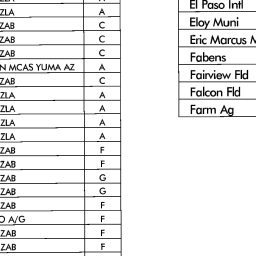 A
ZLA A
ZAB C
ZAB C
ZAB C
N MCAS YUMA AZ A
ZAB C
ZLA A
ZLA A
ZLA A
ZLA A
ZAB F
ZAB F
ZAB G
ZAB G
ZAB F
O A/G F
ZAB F
ZAB F
El Paso Intl
Eloy Muni
Eric Marcus M
Fabens
Fairview Fld
Falcon Fld
Farm Ag